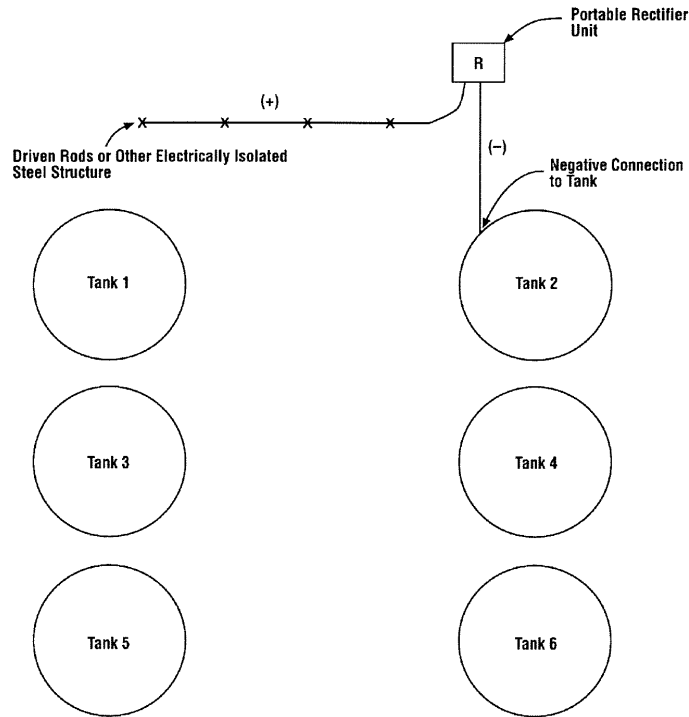 Portable Rectifier
Unit
R
(+)
Driven Rods or Other Electrically Isolated
Steel Structure
(–)
Negative Connection
to Tank
Tank 1
Tank 2
Tank 3
Tank 4
Tank 5
Tank 6